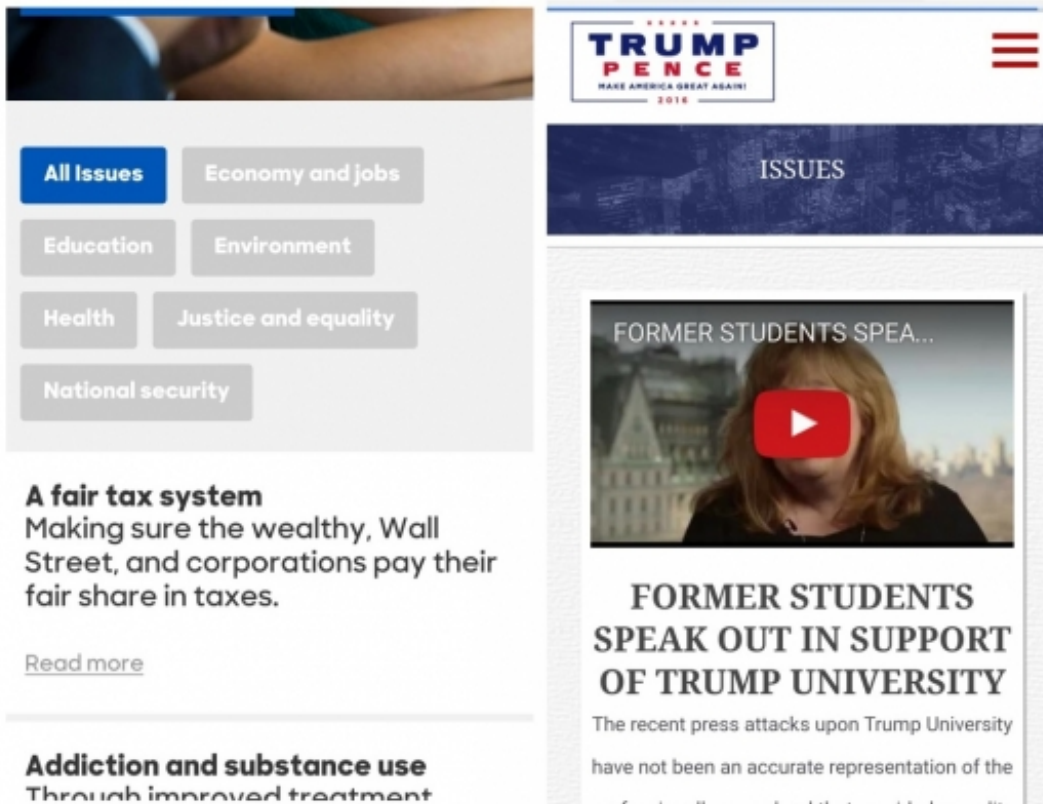 All Issues
Economy and jobs
Education
Environment
Health
Justice and equality
National security
A fair tax system
Making sure the wealthy, Wall
Street, and corporations pay their
fair share in taxes.
Read more
Addiction and substance use
Through improved treatment
TRUMP
PENCE
MAKE AMERICA GREAT AGAIN!
2016
ISSUES
FORMER STUDENTS SPEA...
FORMER STUDENTS
SPEAK OUT IN SUPPORT
OF TRUMP UNIVERSITY
The recent press attacks upon Trump University
have not been an accurate representation of the